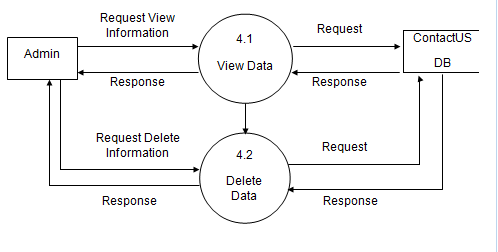 Request View
Information
Request
4.1
ContactUS
Admin
View Data
DB
Response
Response
Request Delete
Information
Request
4.2
Delete
Data
Response
Response